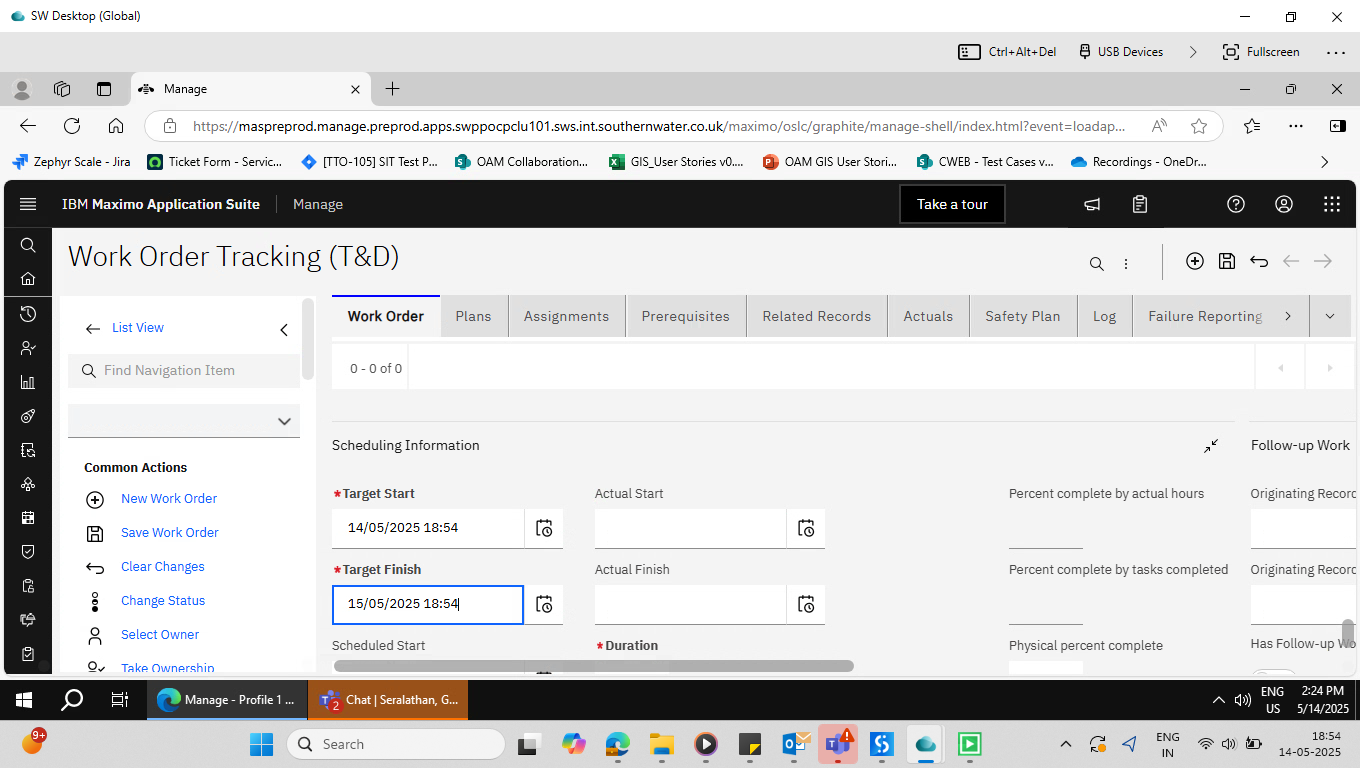 SW Desktop (Global)
Ctrl+Alt+Del
USB Devices
Fullscreen
Manage
https://maspreprod.manage.preprod.apps.swppocpclu101.sws.int.southernwater.co.uk/maximo/oslc/graphite/manage-shell/index.html?event=loadap...
Zephyr Scale - Jira
Ticket Form - Servic...
[TTO-105] SIT Test P...
OAM Collaboration...
GIS_User Stories v0....
OAM GIS User Stori...
CWEB - Test Cases v...
Recordings - OneDr...
IBM Maximo Application Suite
Manage
Take a tour
Work Order Tracking (T&D)
List View
Find Navigation Item
Common Actions
New Work Order
Save Work Order
Clear Changes
Change Status
Select Owner
Take Ownership
Work Order
Plans
Assignments
Prerequisites
Related Records
Actuals
Safety Plan
Log
Failure Reporting
0 - 0 of 0
Scheduling Information
Follow-up Work
*Target Start
Actual Start
Percent complete by actual hours
Originating Recor
14/05/2025 18:54
*Target Finish
Actual Finish
Percent complete by tasks completed
Originating Recor
15/05/2025 18:54
Scheduled Start
*Duration
Physical percent complete
Has Follow-up Wo
Manage - Profile 1 ...
2
Chat | Seralathan, G...
ENG
US
2:24 PM
5/14/2025
9+
Search
ENG
IN
18:54
14-05-2025